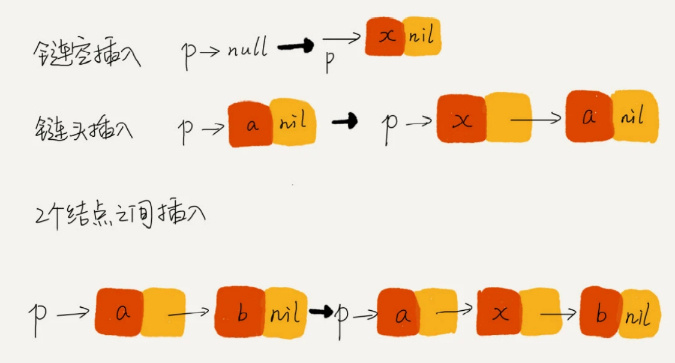 链空插入 p→null → p→ x nil
链头插入 p→ a nil → p→ x → a nil
2个结点之间插入
p→ a → b nil → p→ a → x → b nil